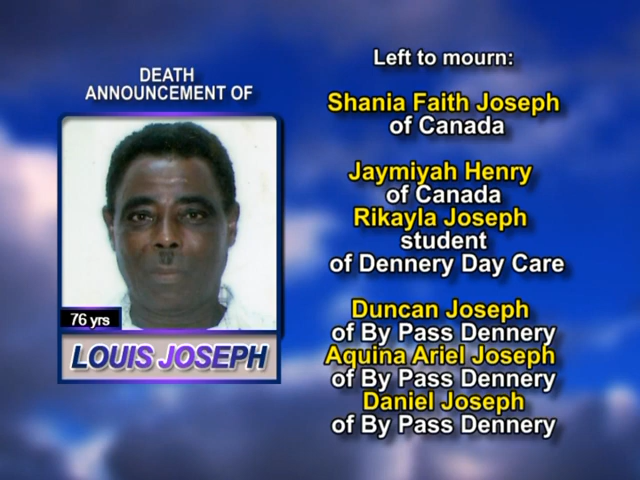 DEATH
ANNOUNCEMENT OF
76 yrs
LOUIS JOSEPH
Left to mourn:
Shania Faith Joseph
of Canada
Jaymiyah Henry
of Canada
Rikayla Joseph
student
of Dennery Day Care
Duncan Joseph
of By Pass Dennery
Aquina Ariel Joseph
of By Pass Dennery
Daniel Joseph
of By Pass Dennery